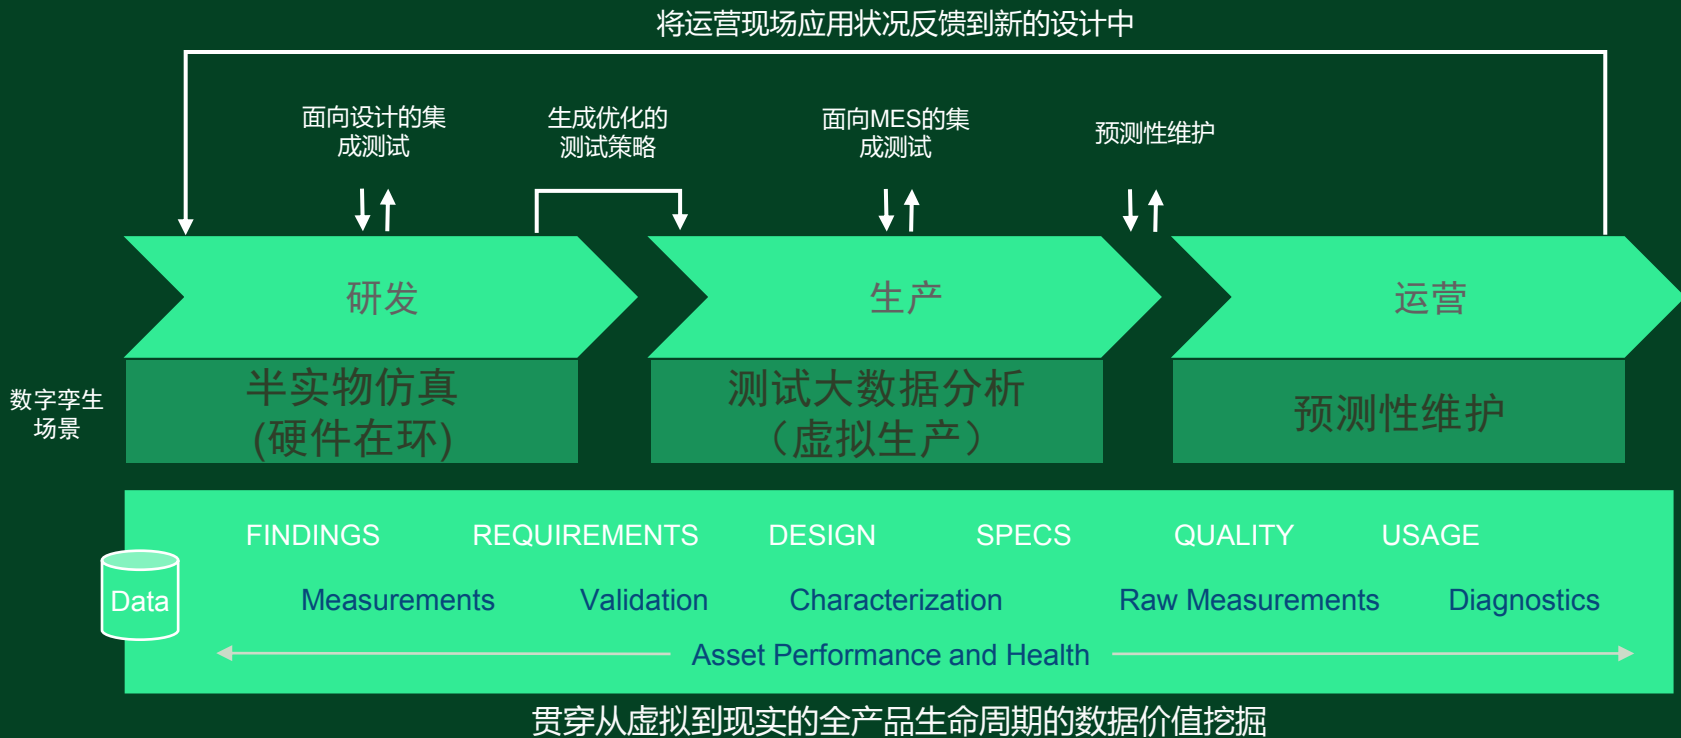 将运营现场应用状况反馈到新的设计中
面向设计的集
成测试
生成优化的
测试策略
面向MES的集
成测试
预测性维护
研发
生产
运营
数字孪生
场景
半实物仿真
(硬件在环)
测试大数据分析
（虚拟生产）
预测性维护
FINDINGS REQUIREMENTS DESIGN SPECS QUALITY USAGE
Data
Measurements Validation Characterization Raw Measurements Diagnostics
Asset Performance and Health
贯穿从虚拟到现实的全产品生命周期的数据价值挖掘